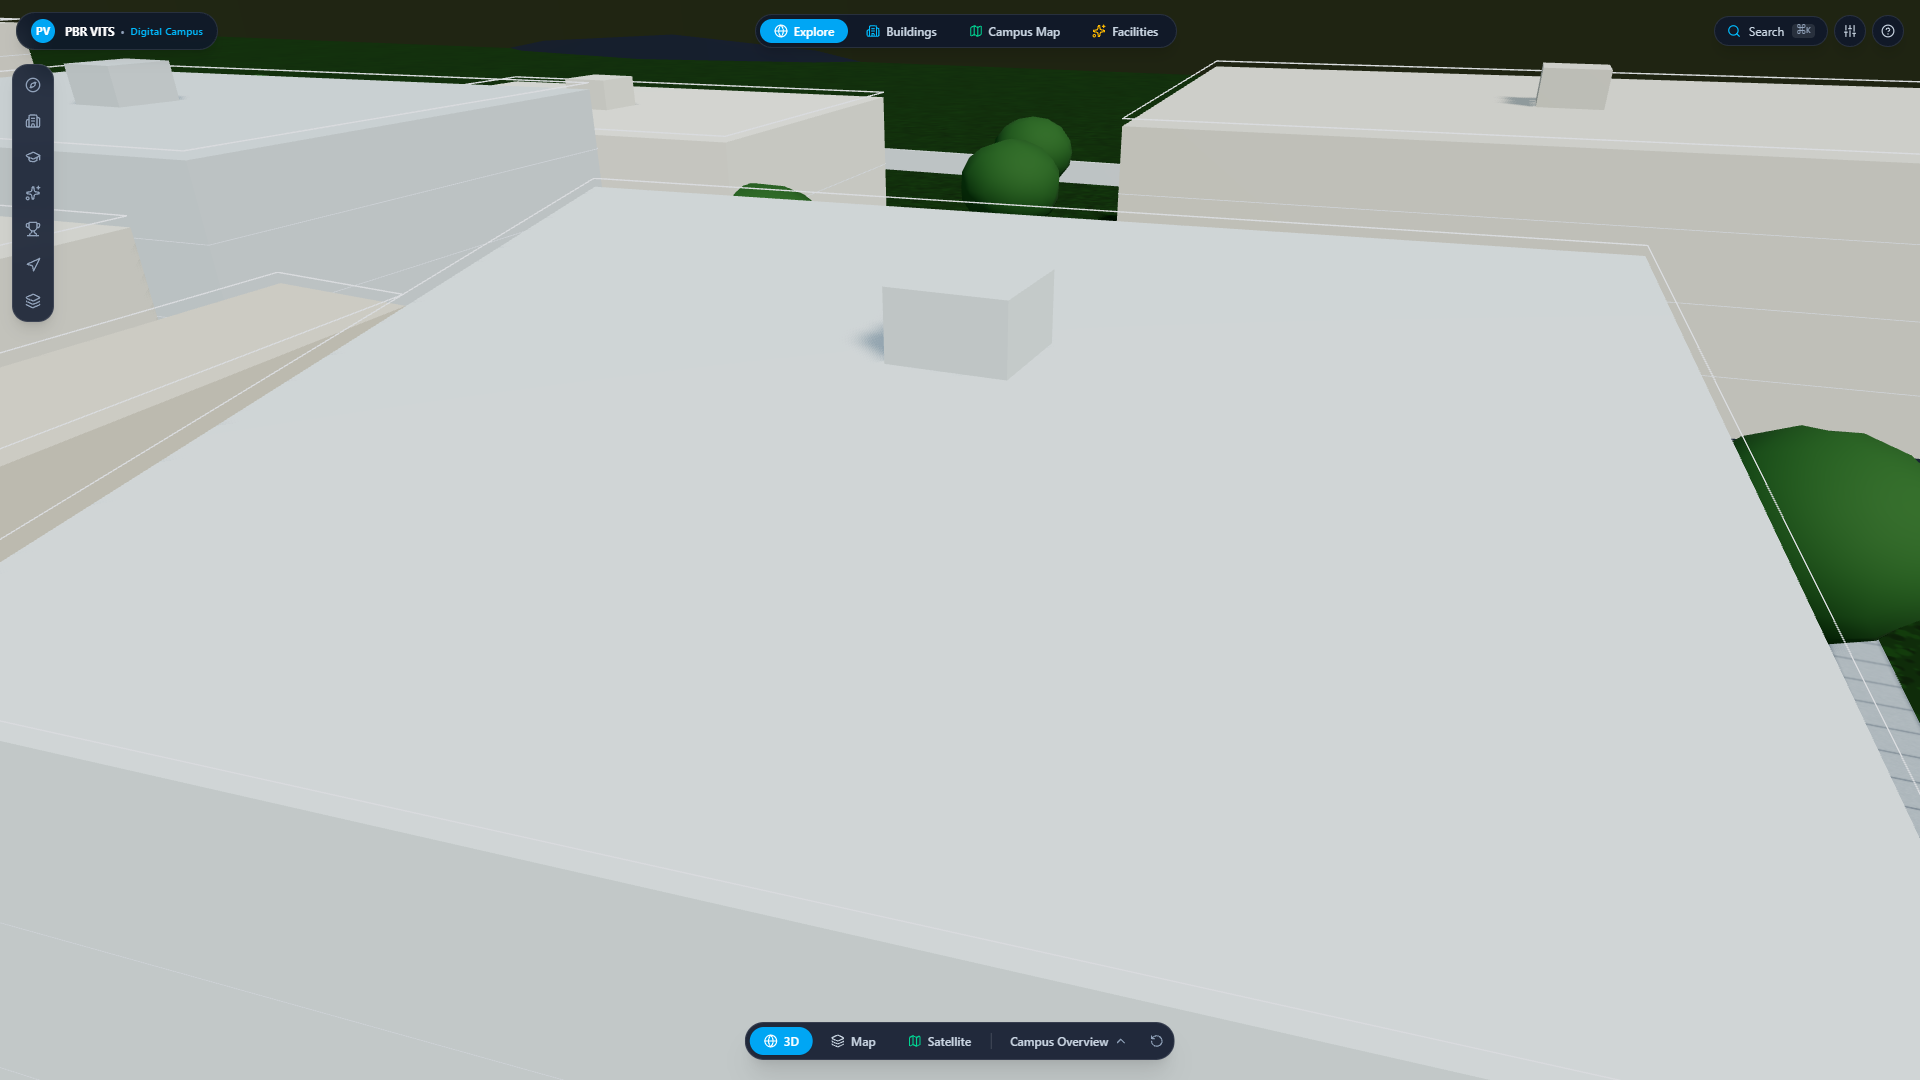 PV PBR VITS • Digital Campus
Explore Buildings Campus Map Facilities
Search ⌘K
3D Map Satellite Campus Overview